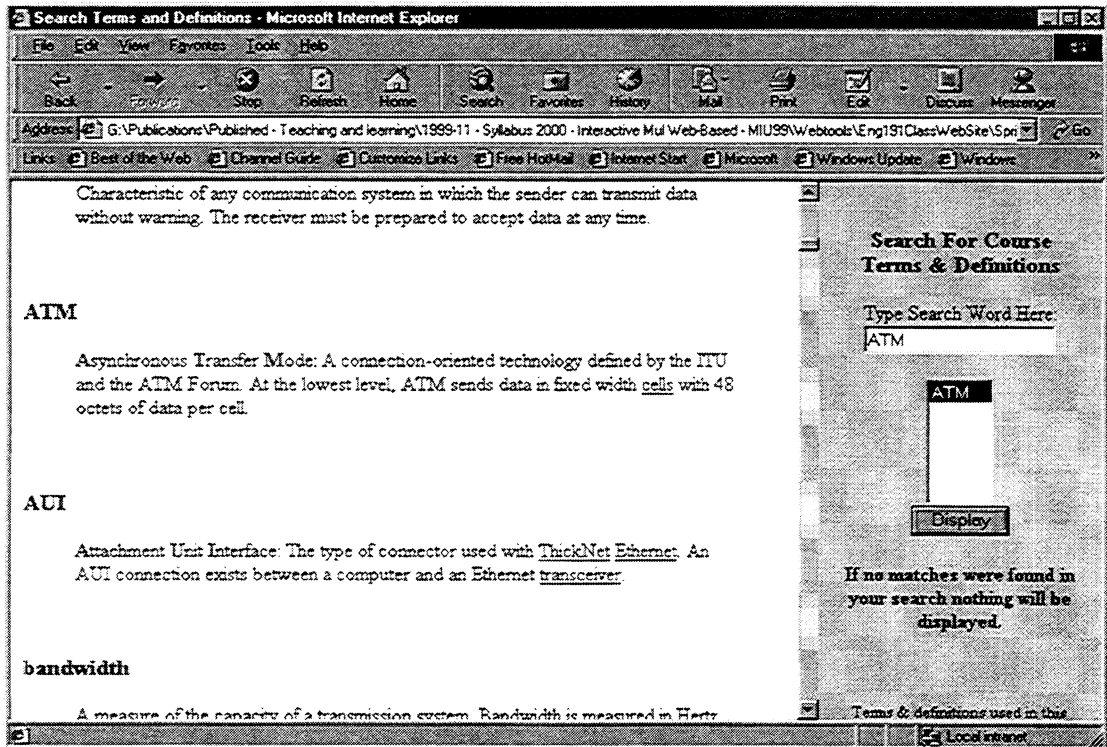 Search Terms and Definitions - Microsoft Internet Explorer
File Edit View Favorites Tools Help
Back Forward Stop Refresh Home Search Favorites History Mail Print Edit Discuss Messenger
Address G:\Publications\Published - Teaching and learning\1999-11 - Syllabus 2000 - Interactive Mul Web-Based - MIU99\Webtools\Eng191ClassWebSite\Spri Go
Links Best of the Web Channel Guide Customize Links Free HotMail Internet Start Microsoft Windows Update Windows »
Characteristic of any communication system in which the sender can transmit data
without warning. The receiver must be prepared to accept data at any time.
ATM
Asynchronous Transfer Mode: A connection-oriented technology defined by the ITU
and the ATM Forum. At the lowest level, ATM sends data in fixed width cells with 48
octets of data per cell.
AUI
Attachment Unit Interface: The type of connector used with ThickNet Ethernet. An
AUI connection exists between a computer and an Ethernet transceiver.
bandwidth
A measure of the capacity of a transmission system. Bandwidth is measured in Hertz
Search For Course
Terms & Definitions
Type Search Word Here:
ATM
ATM
Display
If no matches were found in
your search nothing will be
displayed.
Terms & definitions used in this
Local intranet